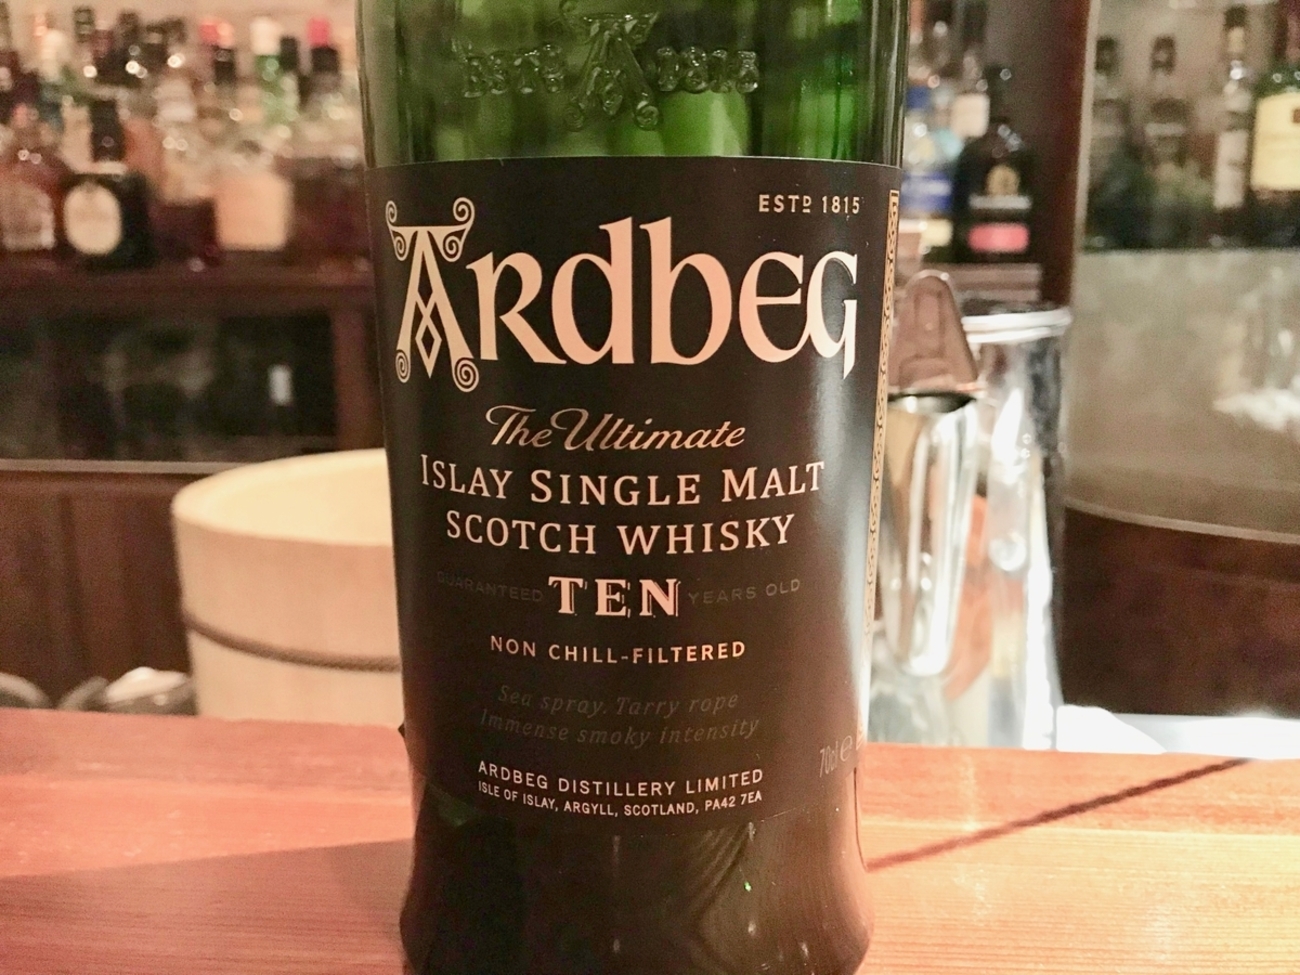 ESTD 1815
ARDBEG
The Ultimate
ISLAY SINGLE MALT
SCOTCH WHISKY
GUARANTEED TEN YEARS OLD
NON CHILL-FILTERED
Sea spray. Tarry rope
Immense smoky intensity
70cl e
ARDBEG DISTILLERY LIMITED
ISLE OF ISLAY, ARGYLL, SCOTLAND, PA42 7EA